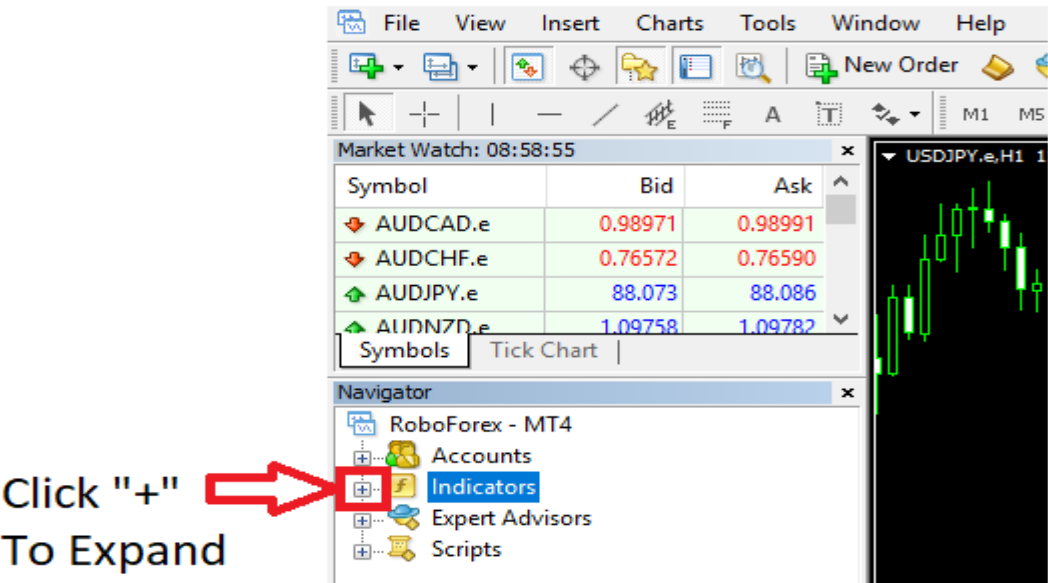 File View Insert Charts Tools Window Help
New Order
E F A T M1 M5
Market Watch: 08:58:55
USDJPY.e,H1 1
Symbol Bid Ask
AUDCAD.e 0.98971 0.98991
AUDCHF.e 0.76572 0.76590
AUDJPY.e 88.073 88.086
AUDNZD.e 1.09758 1.09782
Symbols Tick Chart
Navigator
RoboForex - MT4
Accounts
Indicators
Expert Advisors
Scripts
Click "+"
To Expand